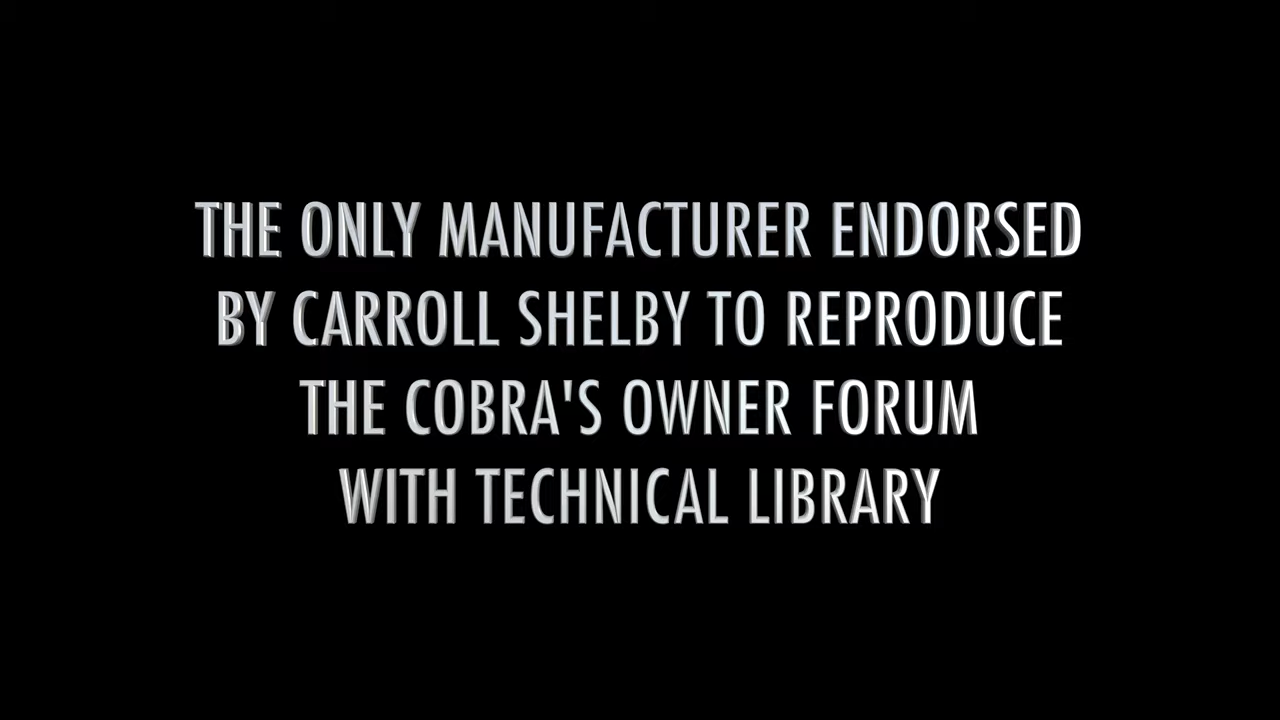 THE ONLY MANUFACTURER ENDORSED
BY CARROLL SHELBY TO REPRODUCE
THE COBRA'S OWNER FORUM
WITH TECHNICAL LIBRARY